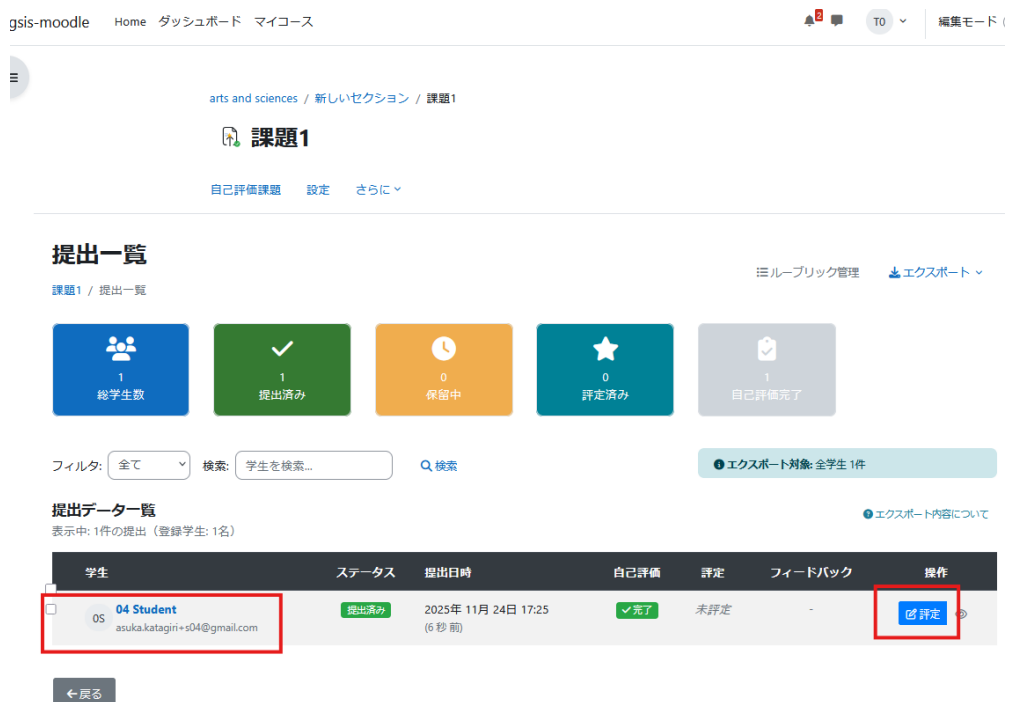 gsis-moodle Home ダッシュボード マイコース 2 TO 編集モード
arts and sciences / 新しいセクション / 課題1
課題1
自己評価課題 設定 さらに
提出一覧
ルーブリック管理 エクスポート
課題1 / 提出一覧
1 総学生数
1 提出済み
0 保留中
0 評定済み
1 自己評価完了
フィルタ: 全て 検索: 学生を検索... 検索
エクスポート対象: 全学生 1件
提出データ一覧
エクスポート内容について
表示中: 1件の提出（登録学生: 1名）
学生 ステータス 提出日時 自己評価 評定 フィードバック 操作
OS 04 Student 提出済み 2025年 11月 24日 17:25 完了 未評定 - 評定
asuka.katagiri+s04@gmail.com (6 秒 前)
戻る